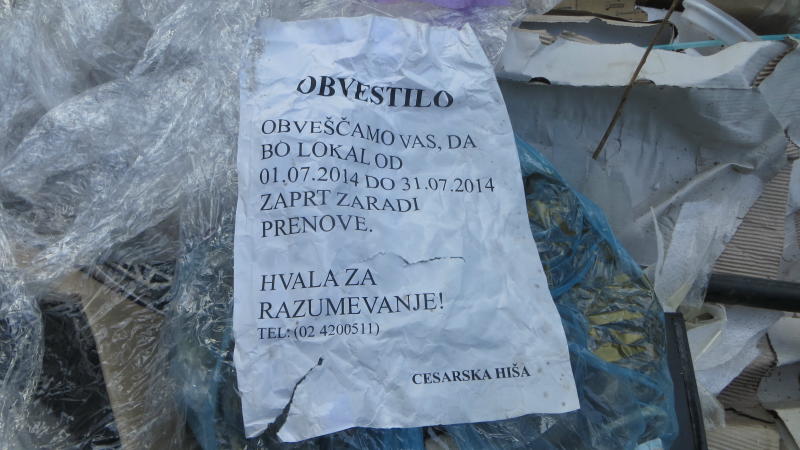 OBVESTILO
OBVEŠČAMO VAS, DA
BO LOKAL OD
01.07.2014 DO 31.07.2014
ZAPRT ZARADI
PRENOVE.
HVALA ZA
RAZUMEVANJE!
TEL: (02 4200511)
CESARSKA HIŠA